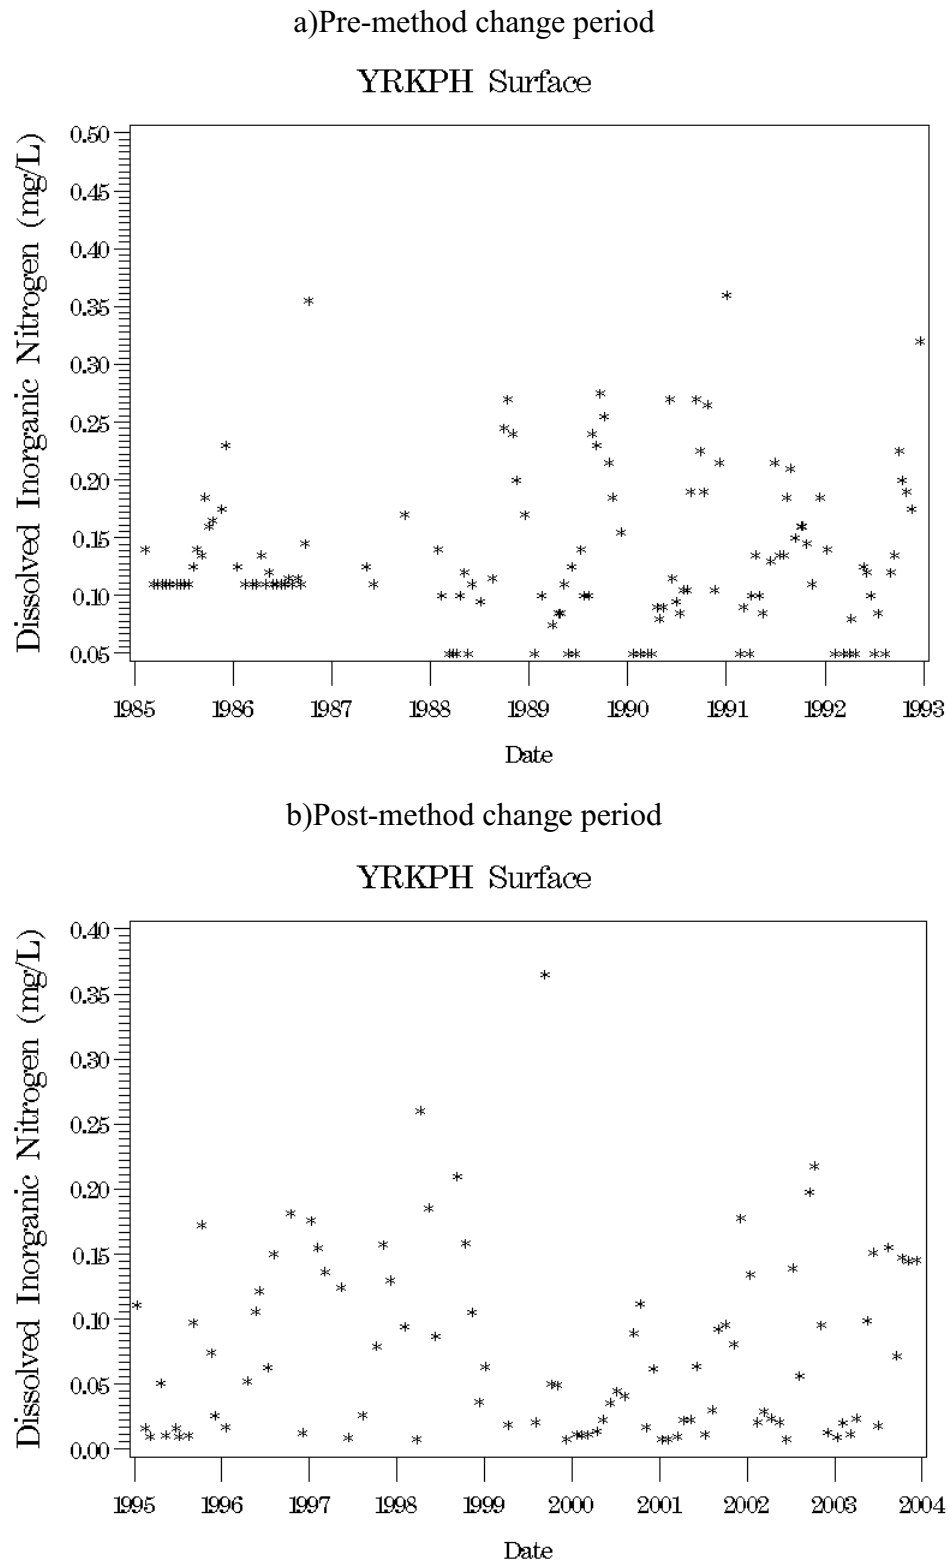 a)Pre-method change period
YRKPH Surface
Dissolved Inorganic Nitrogen (mg/L)
0.50
0.45
0.40
0.35
0.30
0.25
0.20
0.15
0.10
0.05
1985 1986 1987 1988 1989 1990 1991 1992 1993
Date
b)Post-method change period
YRKPH Surface
Dissolved Inorganic Nitrogen (mg/L)
0.40
0.35
0.30
0.25
0.20
0.15
0.10
0.05
0.00
1995 1996 1997 1998 1999 2000 2001 2002 2003 2004
Date